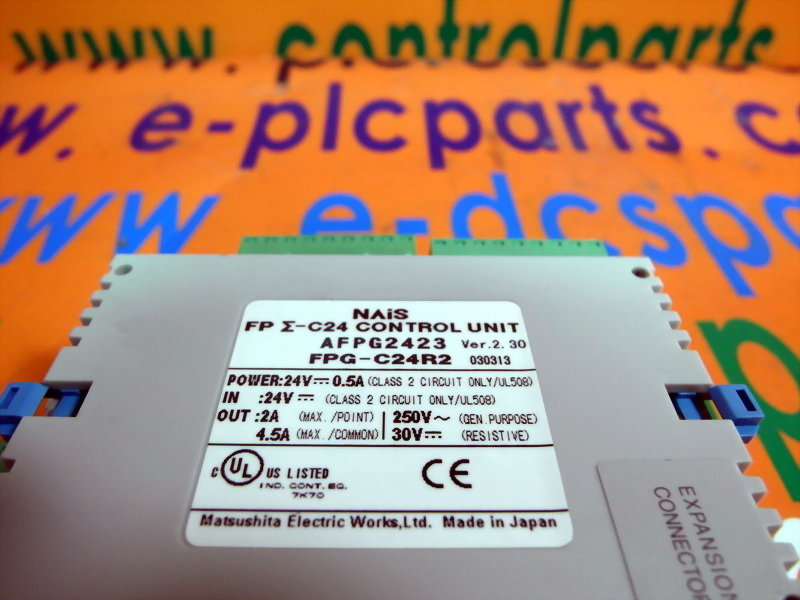 www.controlparts
w. e-plcparts.c
www.e-dcspa
NAiS
FP Σ-C24 CONTROL UNIT
AFPG2423 Ver.2.30
FPG-C24R2 030313
POWER:24V⎓0.5A(CLASS 2 CIRCUIT ONLY/UL508)
IN :24V⎓ (CLASS 2 CIRCUIT ONLY/UL508)
OUT :2A (MAX./POINT) 250V~ (GEN.PURPOSE)
4.5A (MAX./COMMON) 30V⎓ (RESISTIVE)
C UL US LISTED CE
IND. CONT. EQ.
7K70
Matsushita Electric Works,Ltd. Made in Japan
EXPANSION
CONNECTOR